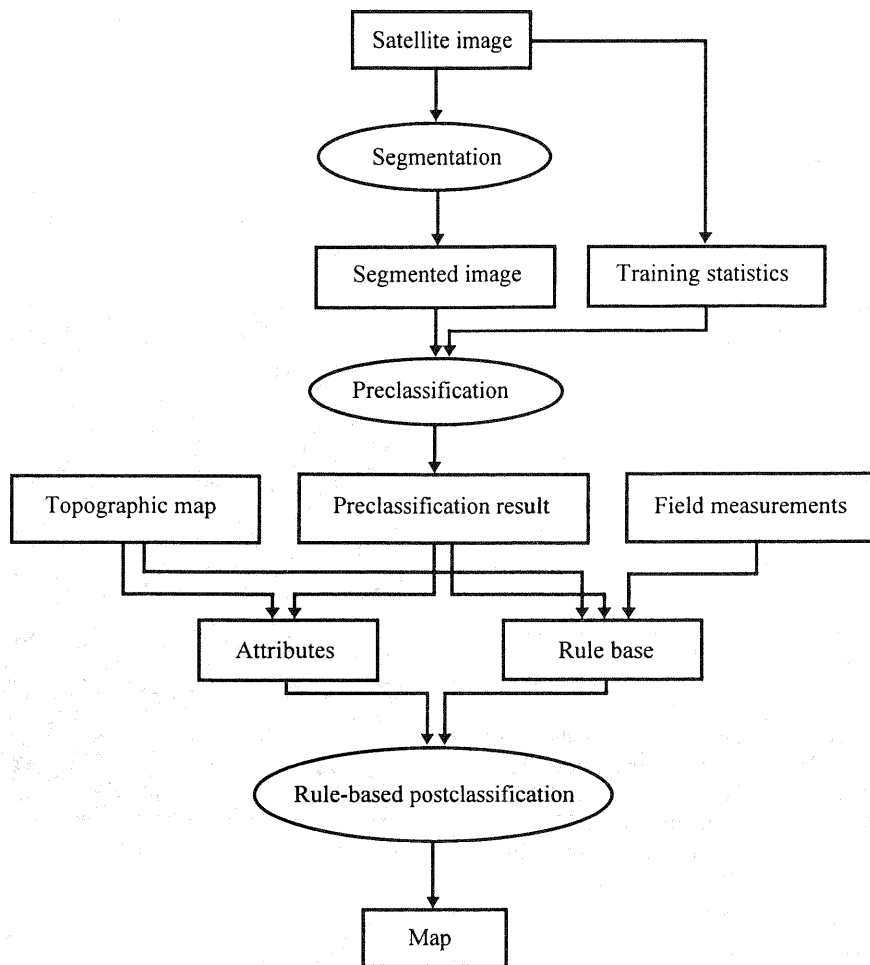 Satellite image
Segmentation
Segmented image
Training statistics
Preclassification
Topographic map
Preclassification result
Field measurements
Attributes
Rule base
Rule-based postclassification
Map